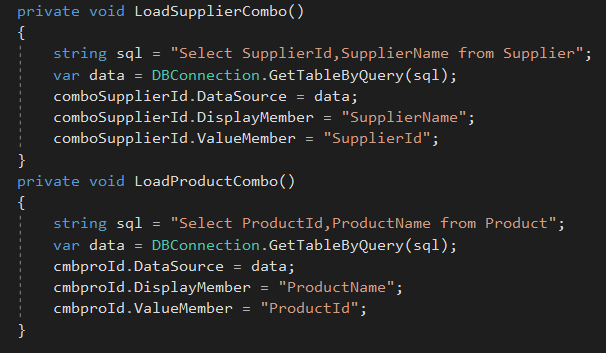 private void LoadSupplierCombo()
{
    string sql = "Select SupplierId,SupplierName from Supplier";
    var data = DBConnection.GetTableByQuery(sql);
    comboSupplierId.DataSource = data;
    comboSupplierId.DisplayMember = "SupplierName";
    comboSupplierId.ValueMember = "SupplierId";
}
private void LoadProductCombo()
{
    string sql = "Select ProductId,ProductName from Product";
    var data = DBConnection.GetTableByQuery(sql);
    cmbproId.DataSource = data;
    cmbproId.DisplayMember = "ProductName";
    cmbproId.ValueMember = "ProductId";
}